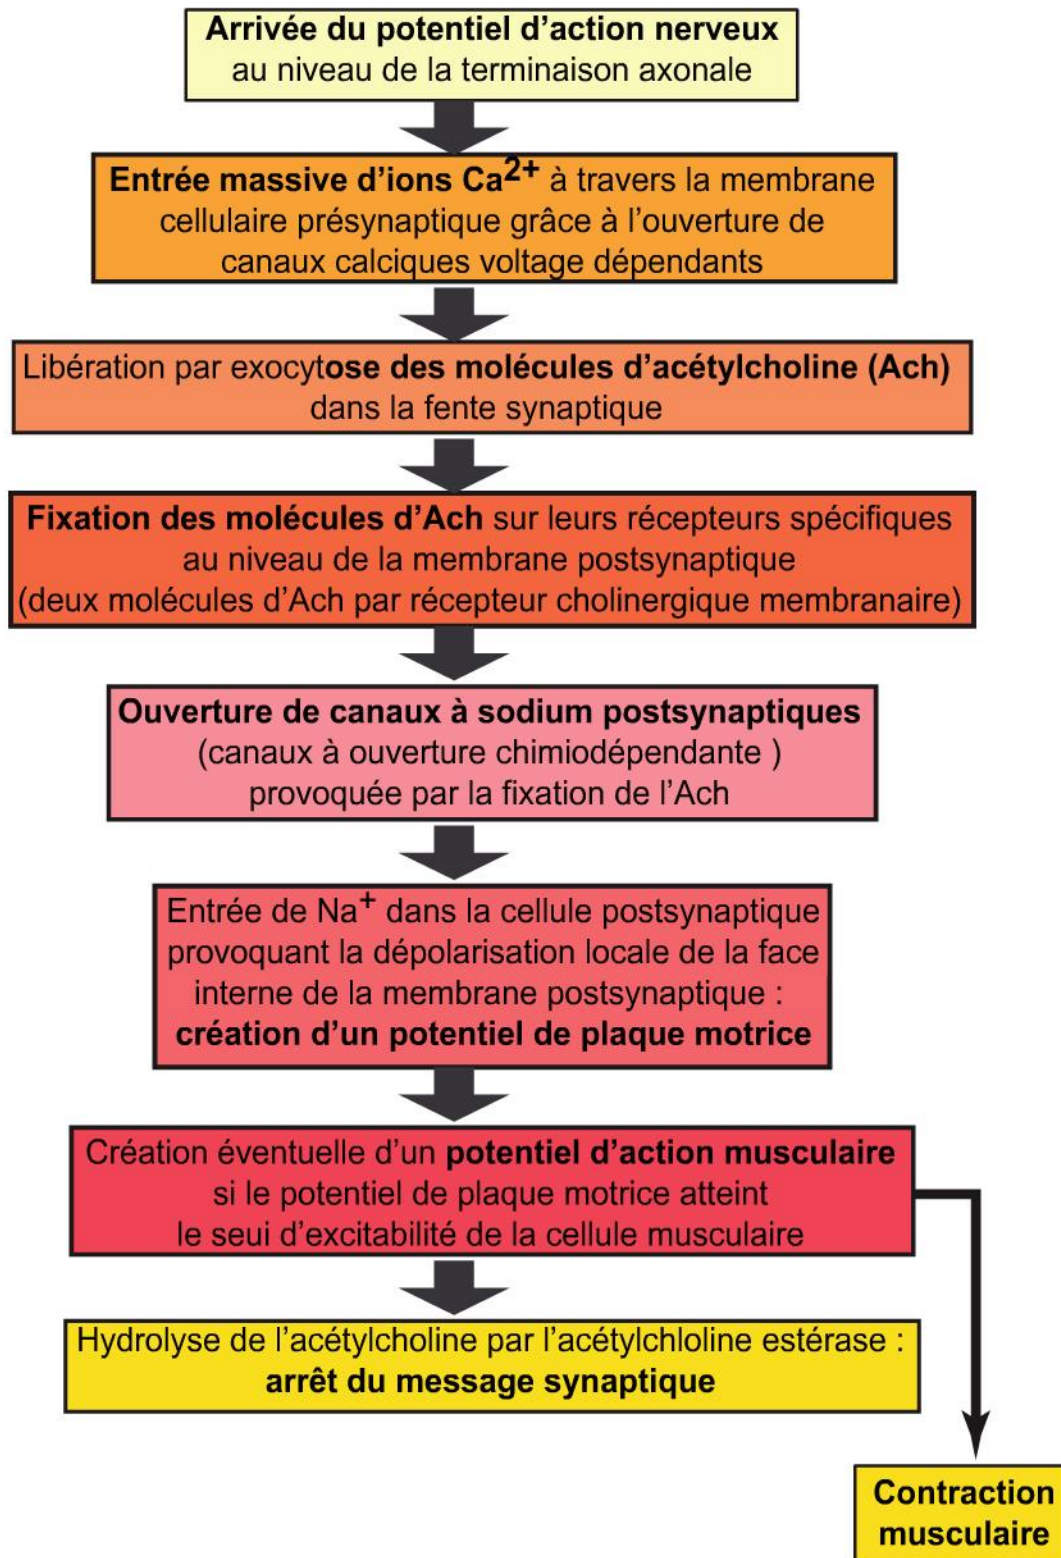 Arrivée du potentiel d'action nerveux
au niveau de la terminaison axonale
Entrée massive d'ions Ca²⁺ à travers la membrane
cellulaire présynaptique grâce à l'ouverture de
canaux calciques voltage dépendants
Libération par exocytose des molécules d'acétylcholine (Ach)
dans la fente synaptique
Fixation des molécules d'Ach sur leurs récepteurs spécifiques
au niveau de la membrane postsynaptique
(deux molécules d'Ach par récepteur cholinergique membranaire)
Ouverture de canaux à sodium postsynaptiques
(canaux à ouverture chimiodépendante )
provoquée par la fixation de l'Ach
Entrée de Na⁺ dans la cellule postsynaptique
provoquant la dépolarisation locale de la face
interne de la membrane postsynaptique :
création d'un potentiel de plaque motrice
Création éventuelle d'un potentiel d'action musculaire
si le potentiel de plaque motrice atteint
le seui d'excitabilité de la cellule musculaire
Hydrolyse de l'acétylcholine par l'acétylchloline estérase :
arrêt du message synaptique
Contraction
musculaire